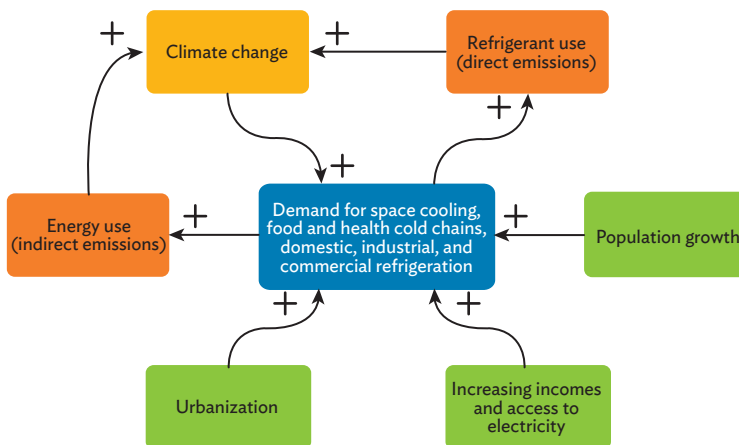 +
+
Climate change
Refrigerant use
(direct emissions)
+
+
Energy use
(indirect emissions)
+
Demand for space cooling,
food and health cold chains,
domestic, industrial, and
commercial refrigeration
+
Population growth
+
+
Urbanization
Increasing incomes
and access to
electricity